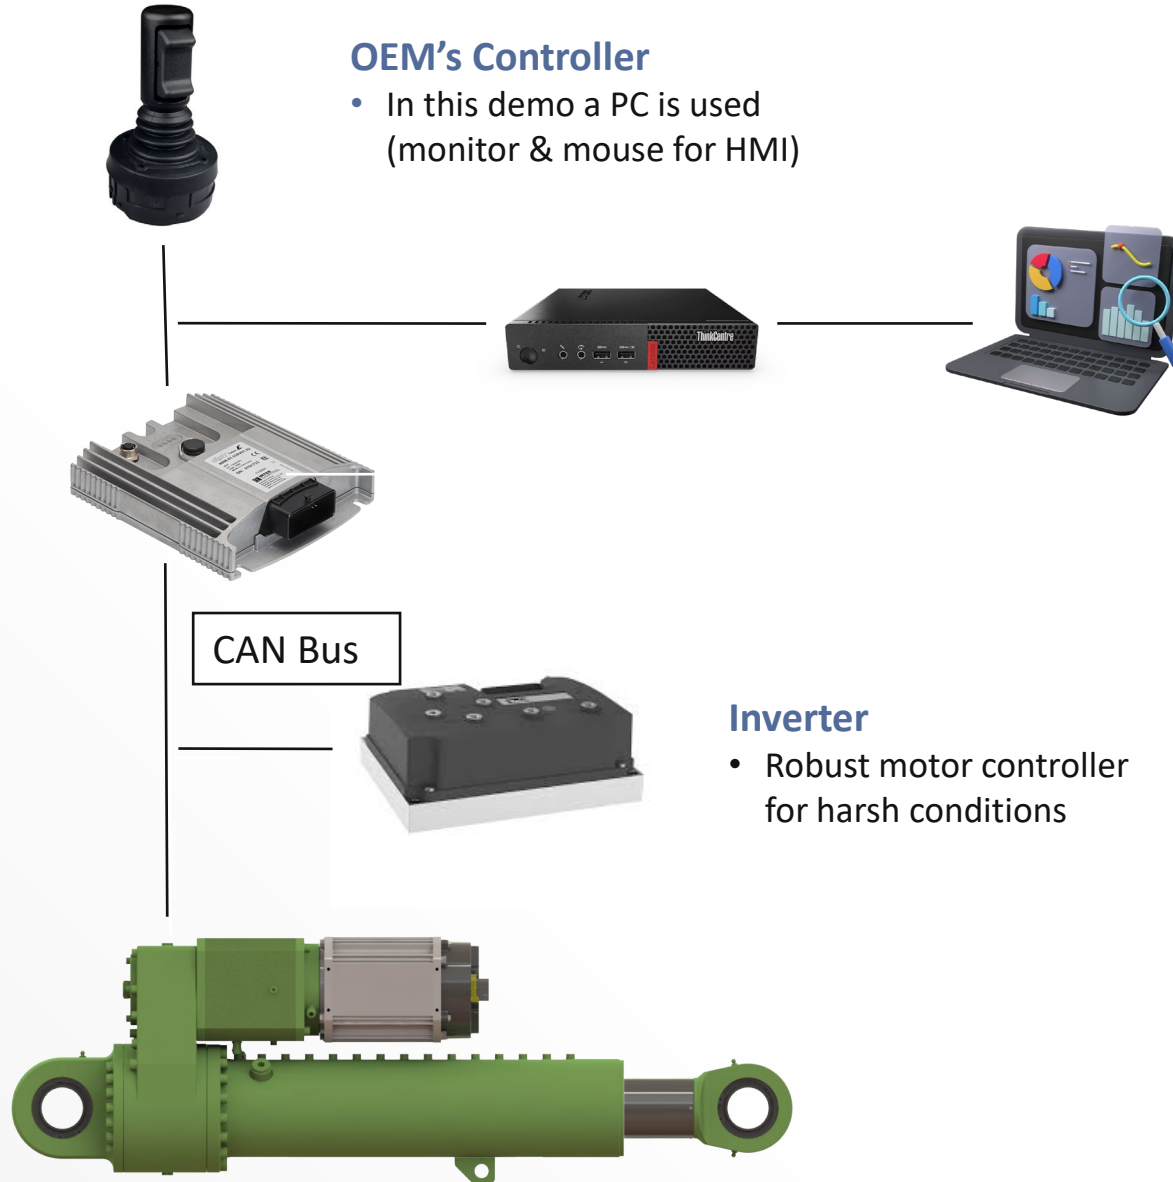 OEM’s Controller
• In this demo a PC is used
(monitor & mouse for HMI)
ThinkCentre
CAN Bus
Inverter
• Robust motor controller
for harsh conditions